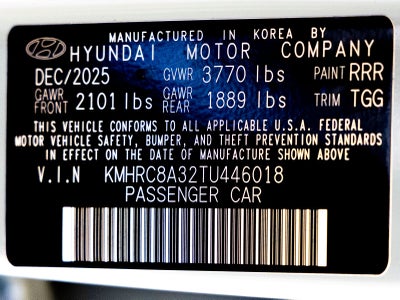 MANUFACTURED IN KOREA BY
HYUNDAI MOTOR COMPANY
DEC/2025 GVWR 3770 lbs PAINT RRR
GAWR FRONT 2101 lbs GAWR REAR 1889 lbs TRIM TGG
THIS VEHICLE CONFORMS TO ALL APPLICABLE U.S.A. FEDERAL
MOTOR VEHICLE SAFETY, BUMPER, AND THEFT PREVENTION STANDARDS
IN EFFECT ON THE DATE OF MANUFACTURE SHOWN ABOVE
V.I.N KMHRC8A32TU446018
PASSENGER CAR